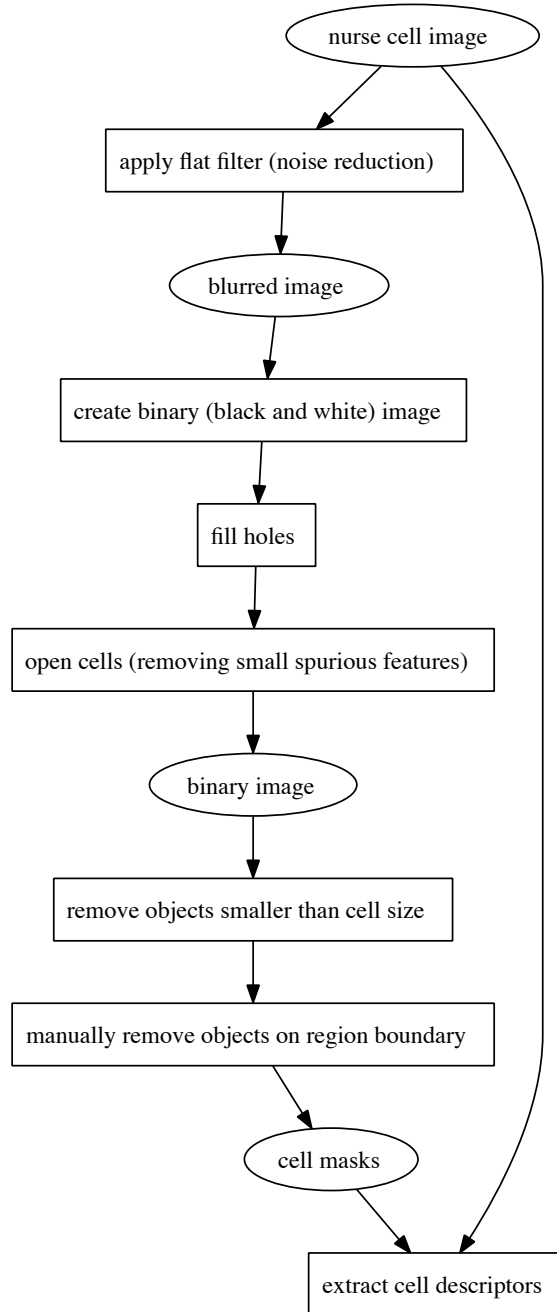 nurse cell image
apply flat filter (noise reduction)
blurred image
create binary (black and white) image
fill holes
open cells (removing small spurious features)
binary image
remove objects smaller than cell size
manually remove objects on region boundary
cell masks
extract cell descriptors